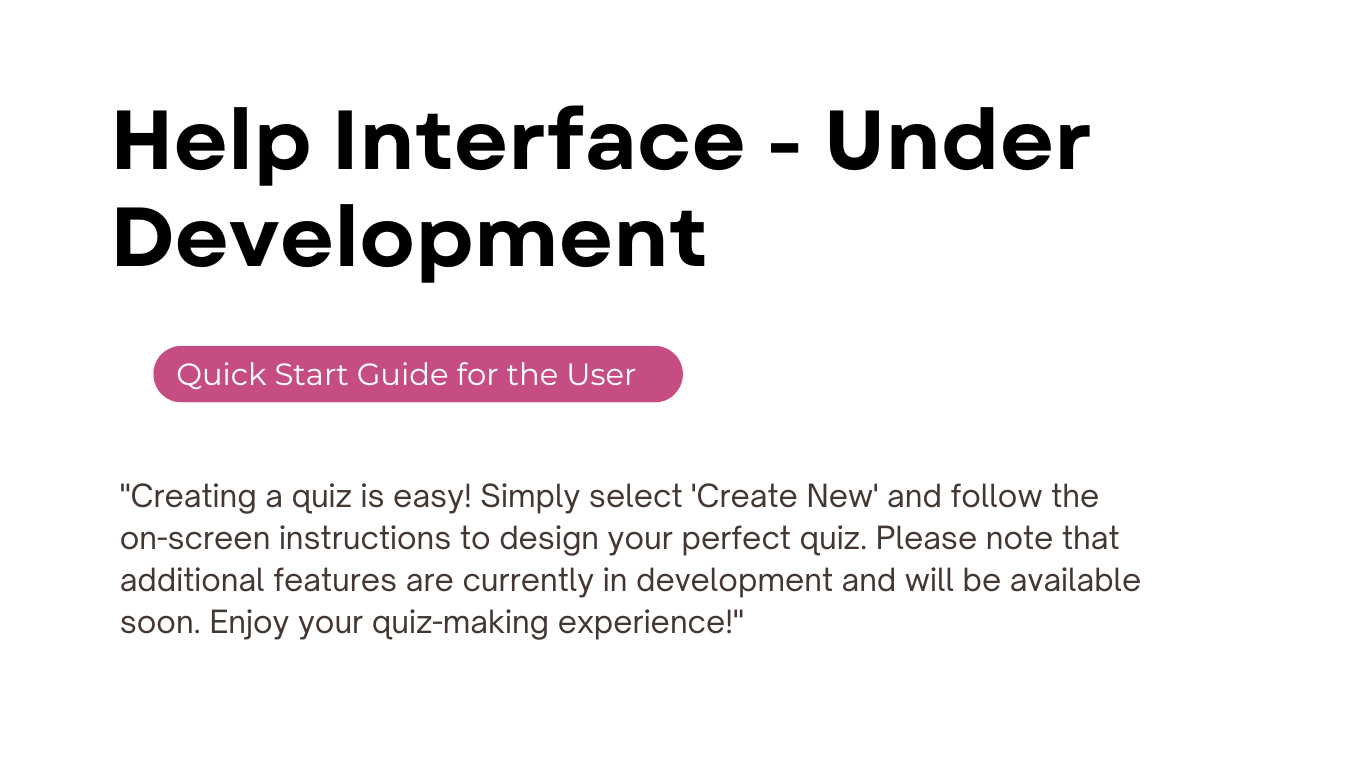 Help Interface - Under
Development
Quick Start Guide for the User
"Creating a quiz is easy! Simply select 'Create New' and follow the
on-screen instructions to design your perfect quiz. Please note that
additional features are currently in development and will be available
soon. Enjoy your quiz-making experience!"